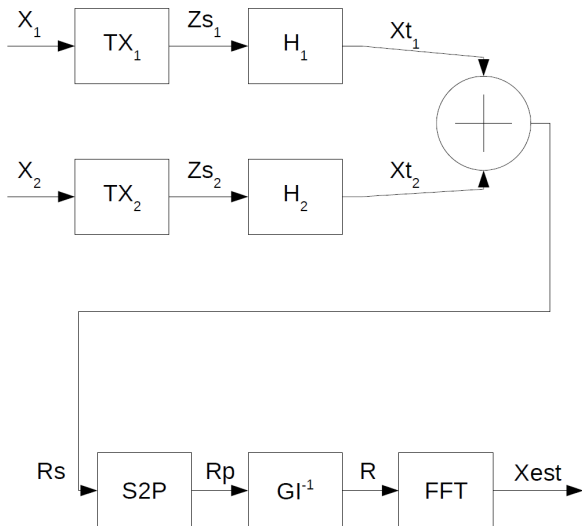 X₁ TX₁ Zs₁ H₁ Xt₁
X₂ TX₂ Zs₂ H₂ Xt₂
Rs S2P Rp GI⁻¹ R FFT Xest